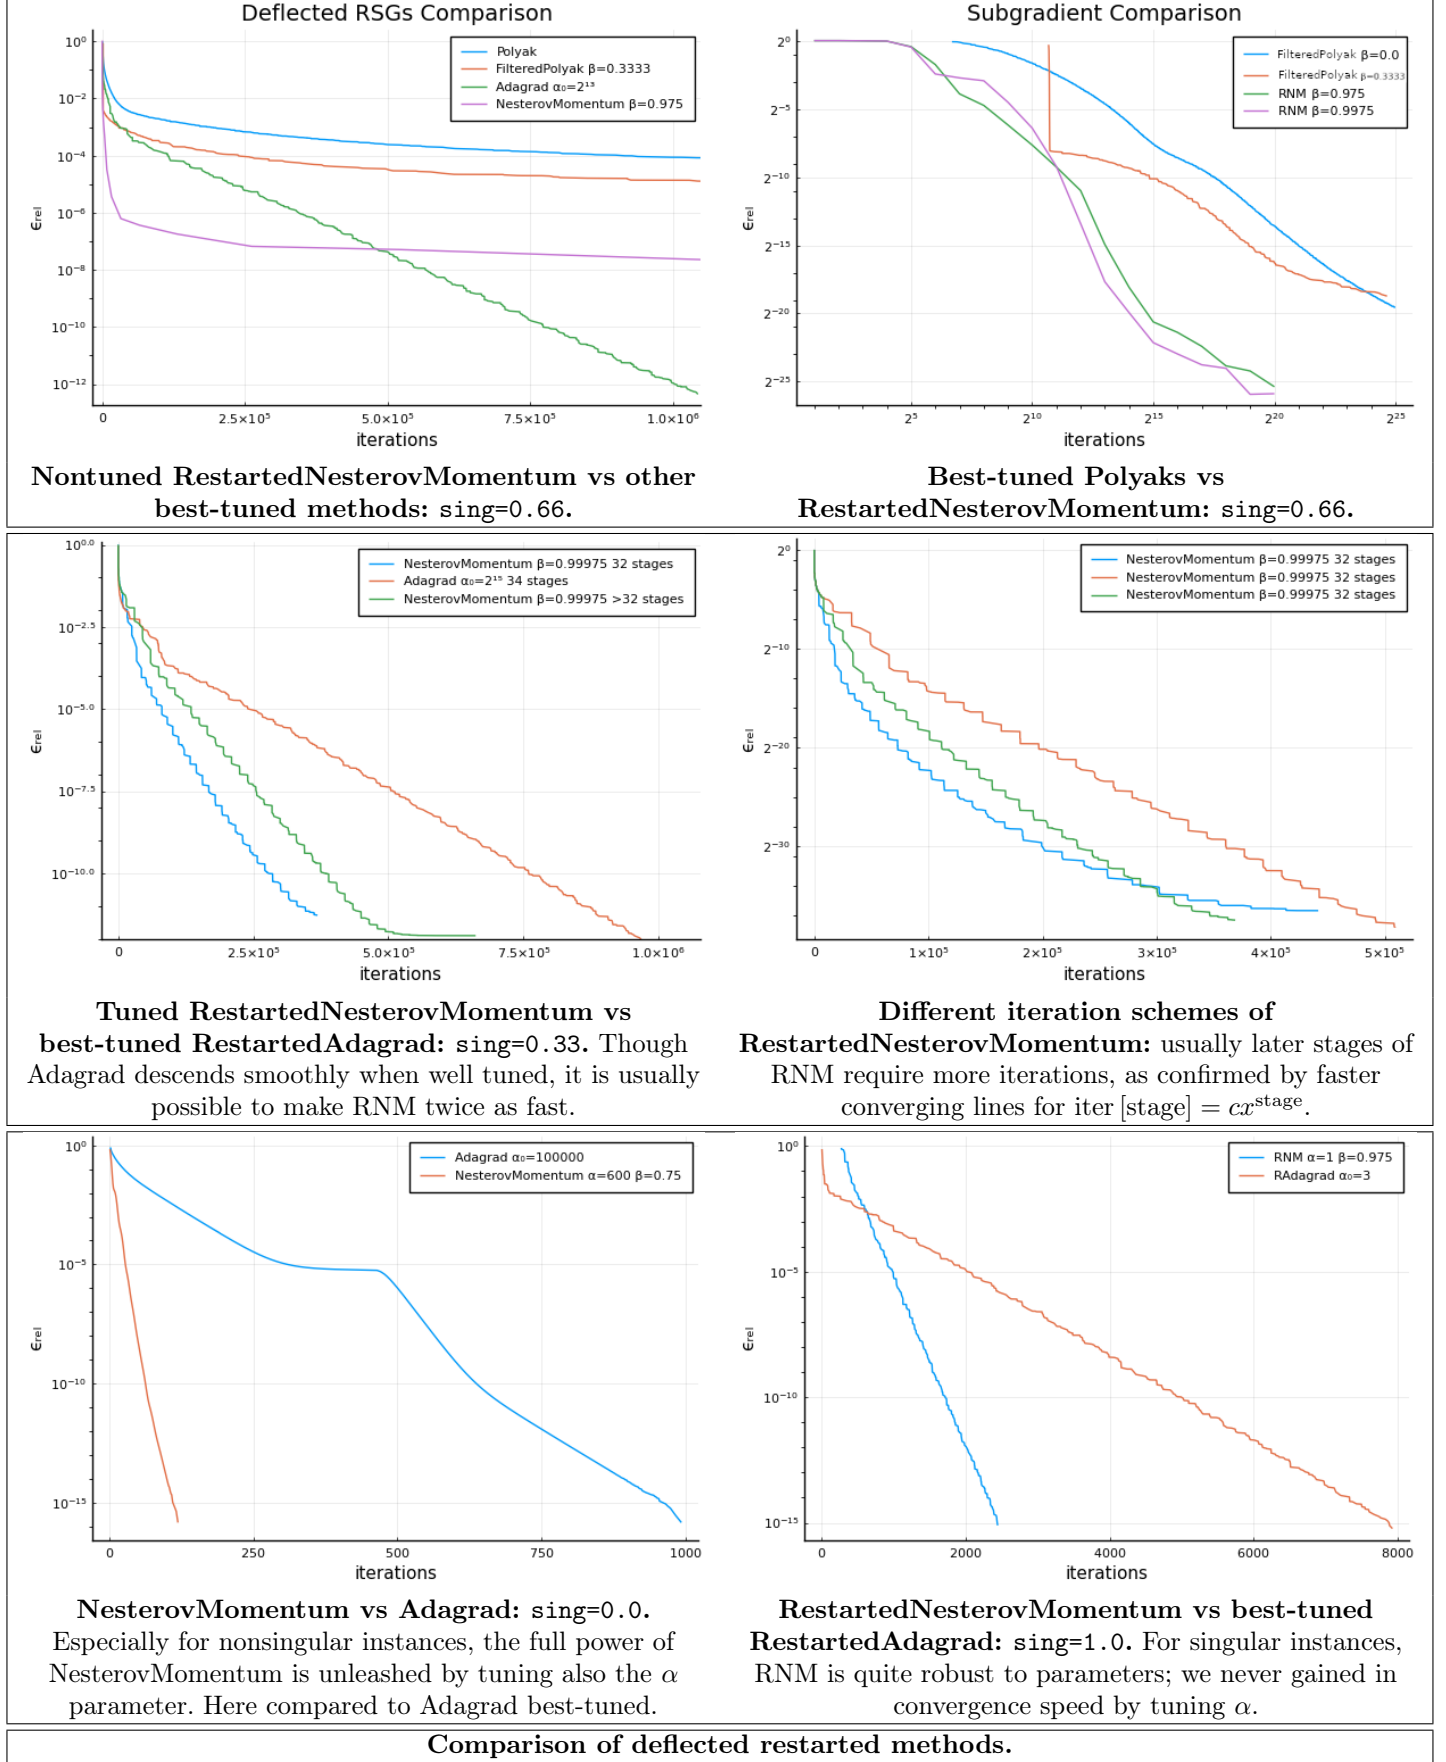 Deflected RSGs Comparison
Polyak
FilteredPolyak β=0.3333
Adagrad α₀=2¹³
NesterovMomentum β=0.975
10⁰
10⁻²
10⁻⁴
10⁻⁶
10⁻⁸
10⁻¹⁰
10⁻¹²
ϵrel
0 2.5×10⁵ 5.0×10⁵ 7.5×10⁵ 1.0×10⁶
iterations
Nontuned RestartedNesterovMomentum vs other
best-tuned methods: sing=0.66.
Subgradient Comparison
FilteredPolyak β=0.0
FilteredPolyak β=0.3333
RNM β=0.975
RNM β=0.9975
2⁰
2⁻⁵
2⁻¹⁰
2⁻¹⁵
2⁻²⁰
2⁻²⁵
ϵrel
2⁵ 2¹⁰ 2¹⁵ 2²⁰ 2²⁵
iterations
Best-tuned Polyaks vs
RestartedNesterovMomentum: sing=0.66.
NesterovMomentum β=0.99975 32 stages
Adagrad α₀=2¹⁵ 34 stages
NesterovMomentum β=0.99975 >32 stages
10⁰·⁰
10⁻²·⁵
10⁻⁵·⁰
10⁻⁷·⁵
10⁻¹⁰·⁰
ϵrel
0 2.5×10⁵ 5.0×10⁵ 7.5×10⁵ 1.0×10⁶
iterations
Tuned RestartedNesterovMomentum vs
best-tuned RestartedAdagrad: sing=0.33. Though
Adagrad descends smoothly when well tuned, it is usually
possible to make RNM twice as fast.
NesterovMomentum β=0.99975 32 stages
NesterovMomentum β=0.99975 32 stages
NesterovMomentum β=0.99975 32 stages
2⁰
2⁻¹⁰
2⁻²⁰
2⁻³⁰
ϵrel
0 1×10⁵ 2×10⁵ 3×10⁵ 4×10⁵ 5×10⁵
iterations
Different iteration schemes of
RestartedNesterovMomentum: usually later stages of
RNM require more iterations, as confirmed by faster
converging lines for iter [stage] = cx^stage.
Adagrad α₀=100000
NesterovMomentum α=600 β=0.75
10⁰
10⁻⁵
10⁻¹⁰
10⁻¹⁵
ϵrel
0 250 500 750 1000
iterations
NesterovMomentum vs Adagrad: sing=0.0.
Especially for nonsingular instances, the full power of
NesterovMomentum is unleashed by tuning also the α
parameter. Here compared to Adagrad best-tuned.
RNM α=1 β=0.975
RAdagrad α₀=3
10⁰
10⁻⁵
10⁻¹⁰
10⁻¹⁵
ϵrel
0 2000 4000 6000 8000
iterations
RestartedNesterovMomentum vs best-tuned
RestartedAdagrad: sing=1.0. For singular instances,
RNM is quite robust to parameters; we never gained in
convergence speed by tuning α.
Comparison of deflected restarted methods.